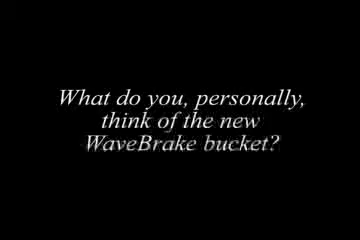 What do you, personally,
think of the new
WaveBrake bucket?